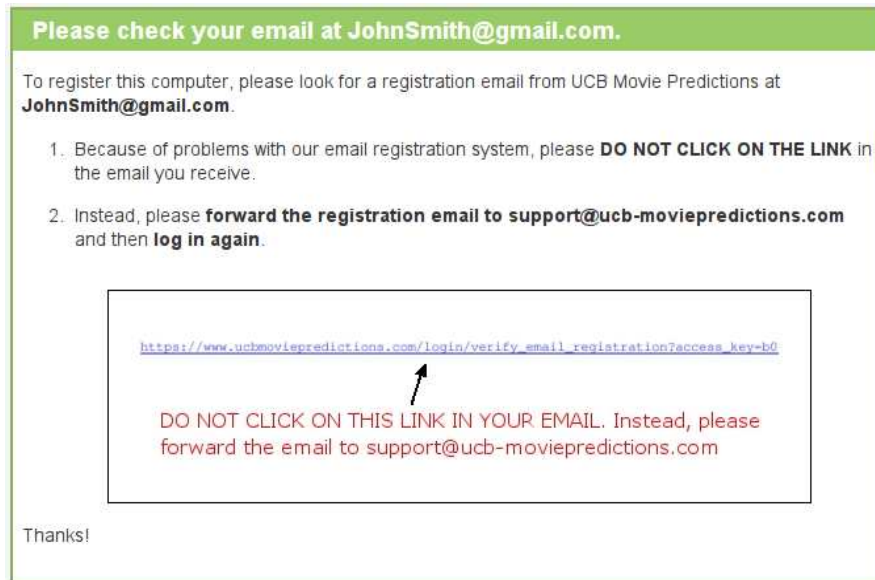 Please check your email at JohnSmith@gmail.com.
To register this computer, please look for a registration email from UCB Movie Predictions at
JohnSmith@gmail.com.
1. Because of problems with our email registration system, please DO NOT CLICK ON THE LINK in
the email you receive.
2. Instead, please forward the registration email to support@ucb-moviepredictions.com
and then log in again.
https://www.ucbmoviepredictions.com/login/verify_email_registration?access_key=b0
DO NOT CLICK ON THIS LINK IN YOUR EMAIL. Instead, please
forward the email to support@ucb-moviepredictions.com
Thanks!